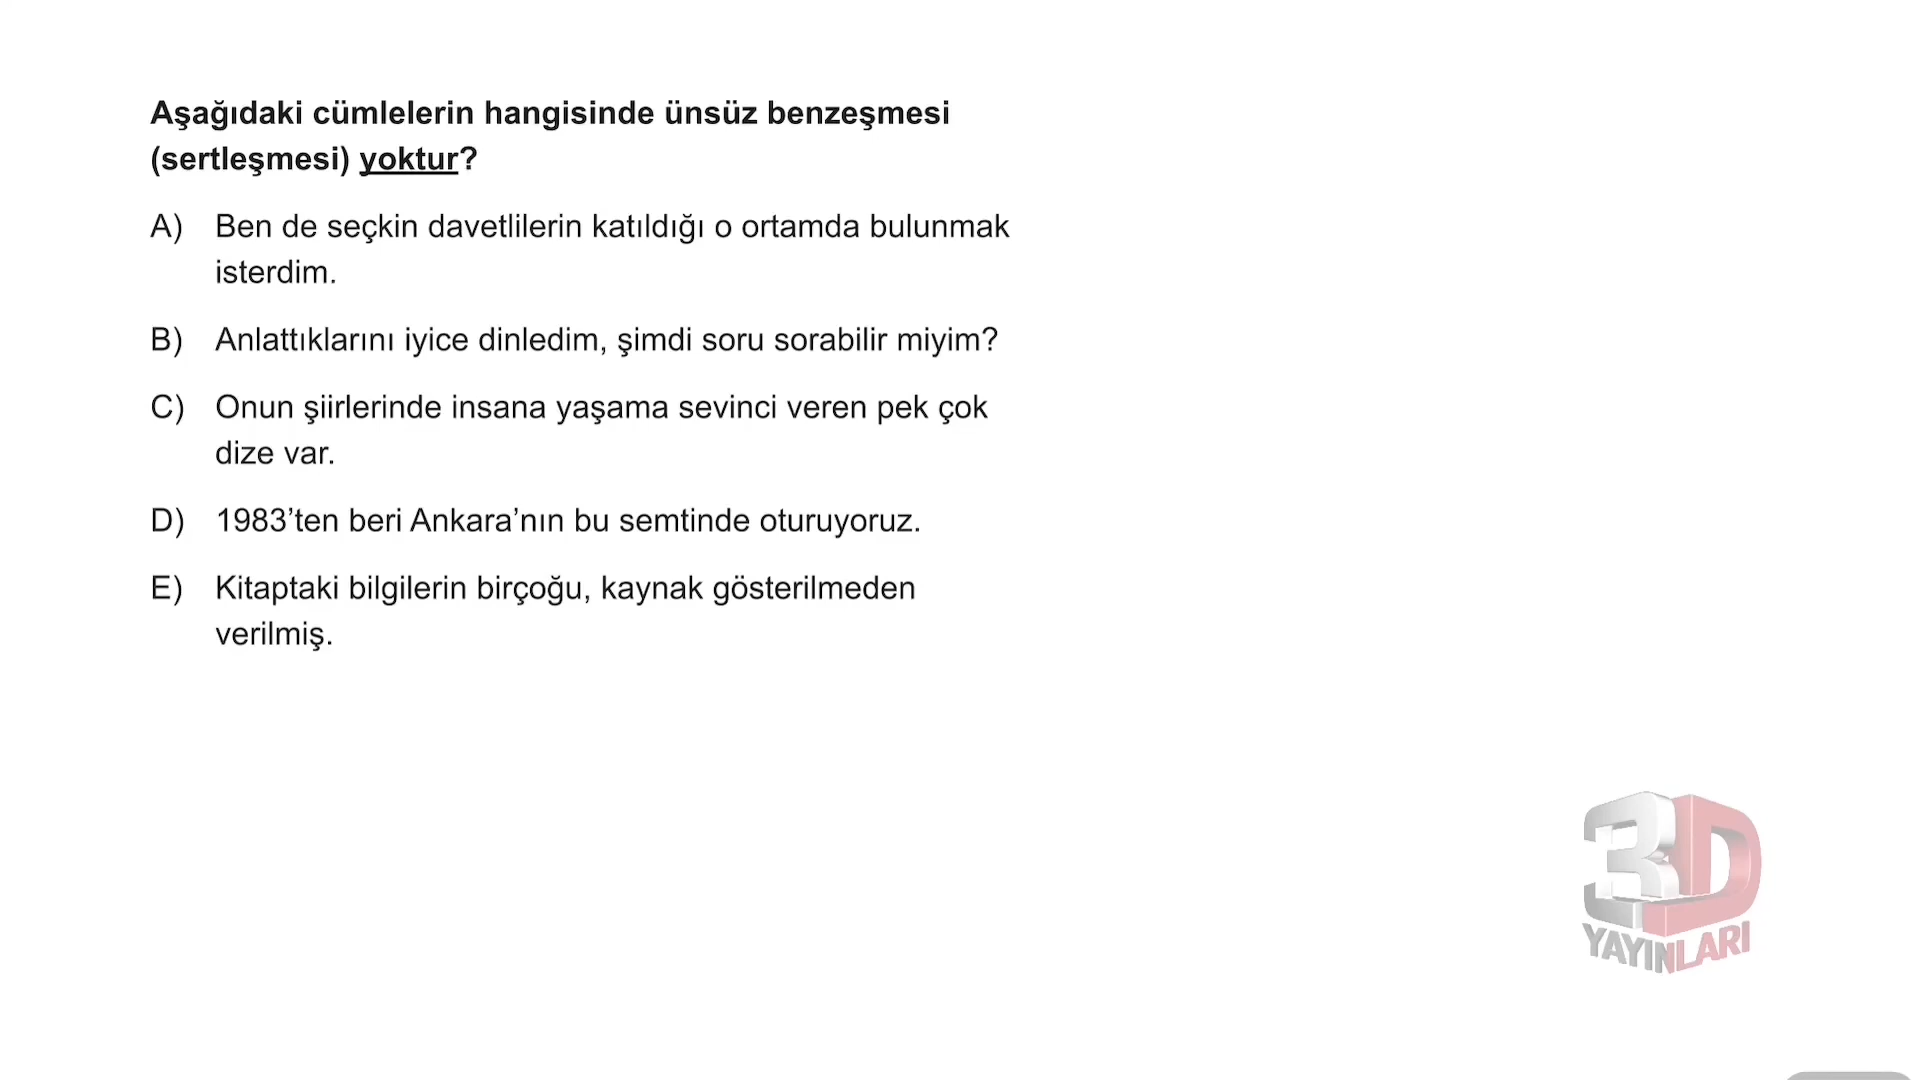 Aşağıdaki cümlelerin hangisinde ünsüz benzeşmesi
(sertleşmesi) yoktur?
A) Ben de seçkin davetlilerin katıldığı o ortamda bulunmak
isterdim.
B) Anlattıklarını iyice dinledim, şimdi soru sorabilir miyim?
C) Onun şiirlerinde insana yaşama sevinci veren pek çok
dize var.
D) 1983’ten beri Ankara’nın bu semtinde oturuyoruz.
E) Kitaptaki bilgilerin birçoğu, kaynak gösterilmeden
verilmiş.
3D
YAYINLARI